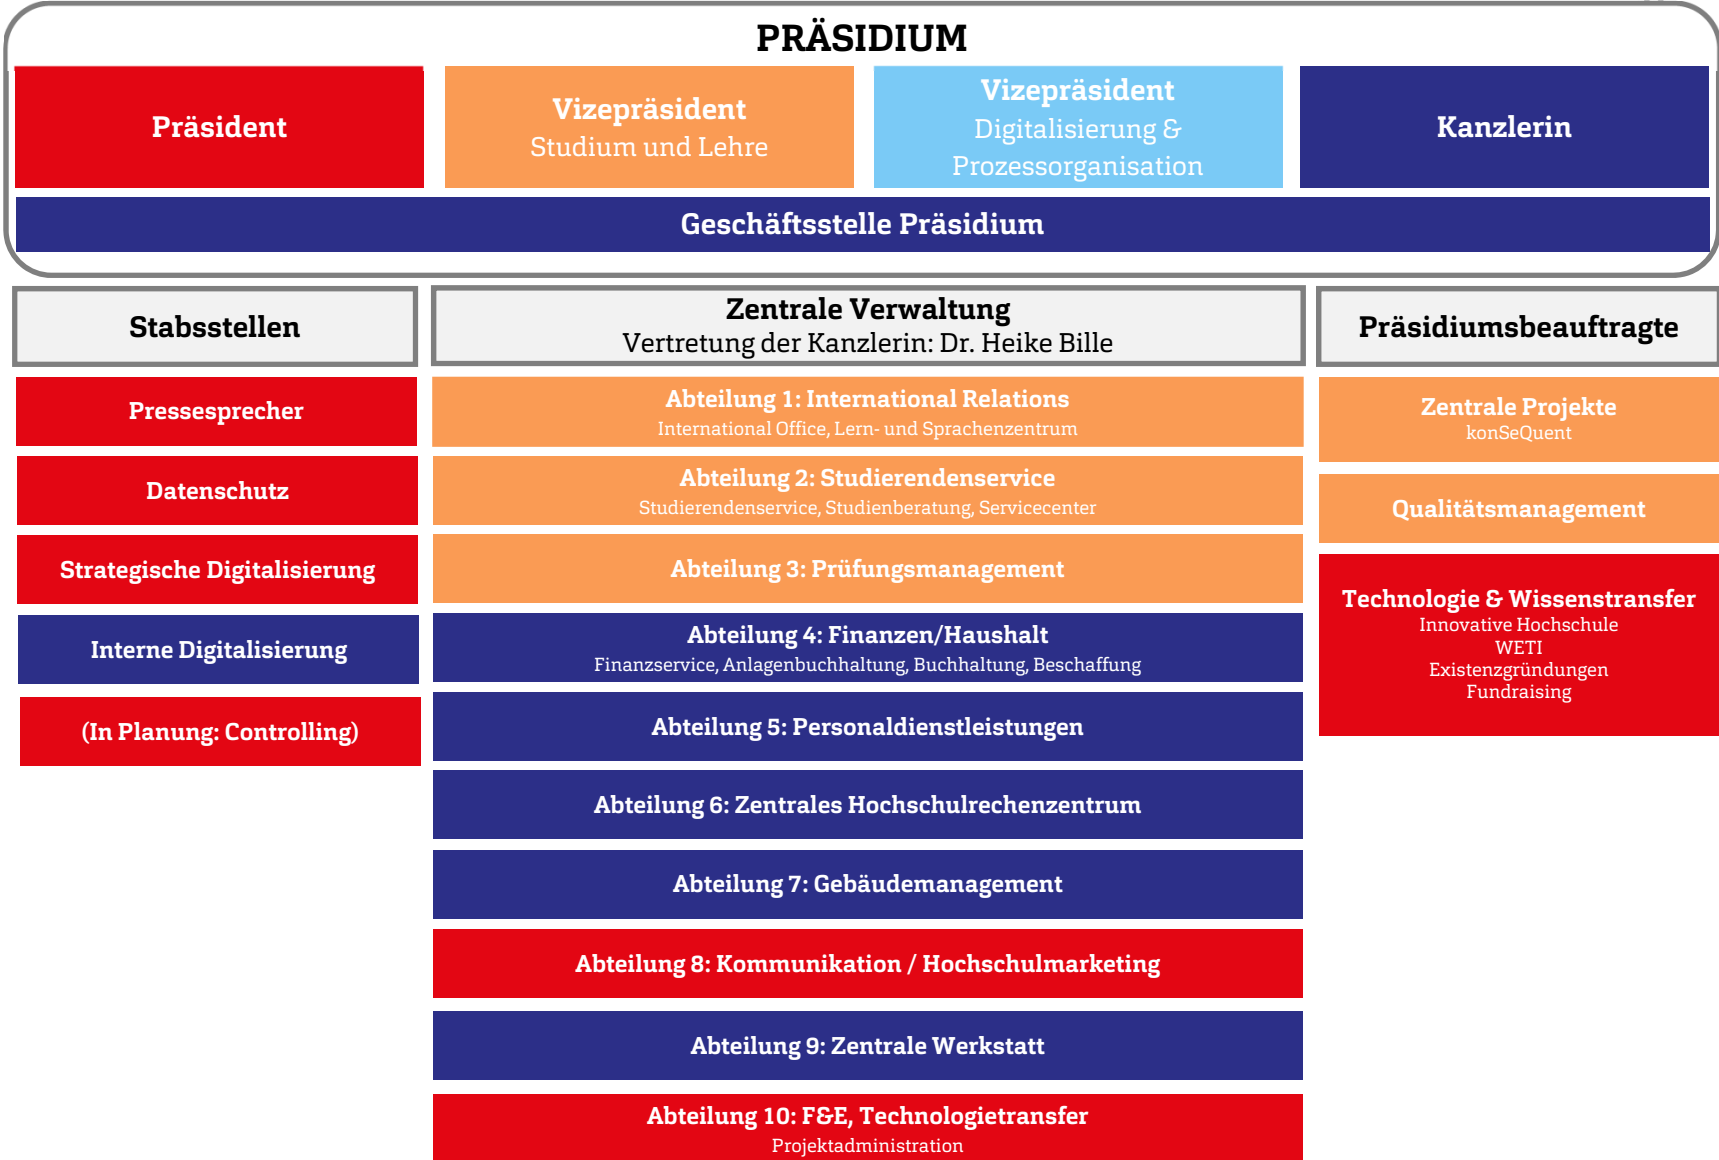 PRÄSIDIUM
Präsident
Vizepräsident
Studium und Lehre
Vizepräsident
Digitalisierung &
Prozessorganisation
Kanzlerin
Geschäftsstelle Präsidium
Stabsstellen
Pressesprecher
Datenschutz
Strategische Digitalisierung
Interne Digitalisierung
(In Planung: Controlling)
Zentrale Verwaltung
Vertretung der Kanzlerin: Dr. Heike Bille
Abteilung 1: International Relations
International Office, Lern- und Sprachenzentrum
Abteilung 2: Studierendenservice
Studierendenservice, Studienberatung, Servicecenter
Abteilung 3: Prüfungsmanagement
Abteilung 4: Finanzen/Haushalt
Finanzservice, Anlagenbuchhaltung, Buchhaltung, Beschaffung
Abteilung 5: Personaldienstleistungen
Abteilung 6: Zentrales Hochschulrechenzentrum
Abteilung 7: Gebäudemanagement
Abteilung 8: Kommunikation / Hochschulmarketing
Abteilung 9: Zentrale Werkstatt
Abteilung 10: F&E, Technologietransfer
Projektadministration
Präsidiumsbeauftragte
Zentrale Projekte
konSeQuent
Qualitätsmanagement
Technologie & Wissenstransfer
Innovative Hochschule
WETI
Existenzgründungen
Fundraising